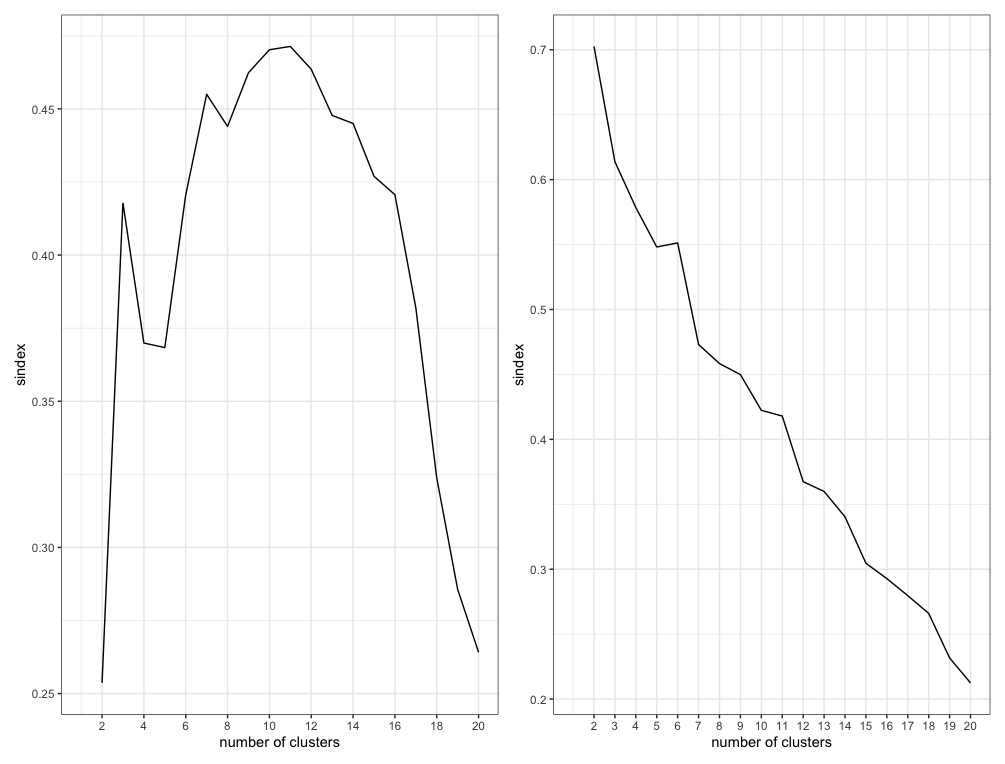 sindex
0.45
0.40
0.35
0.30
0.25
2 4 6 8 10 12 14 16 18 20
number of clusters
sindex
0.7
0.6
0.5
0.4
0.3
0.2
2 3 4 5 6 7 8 9 10 11 12 13 14 15 16 17 18 19 20
number of clusters